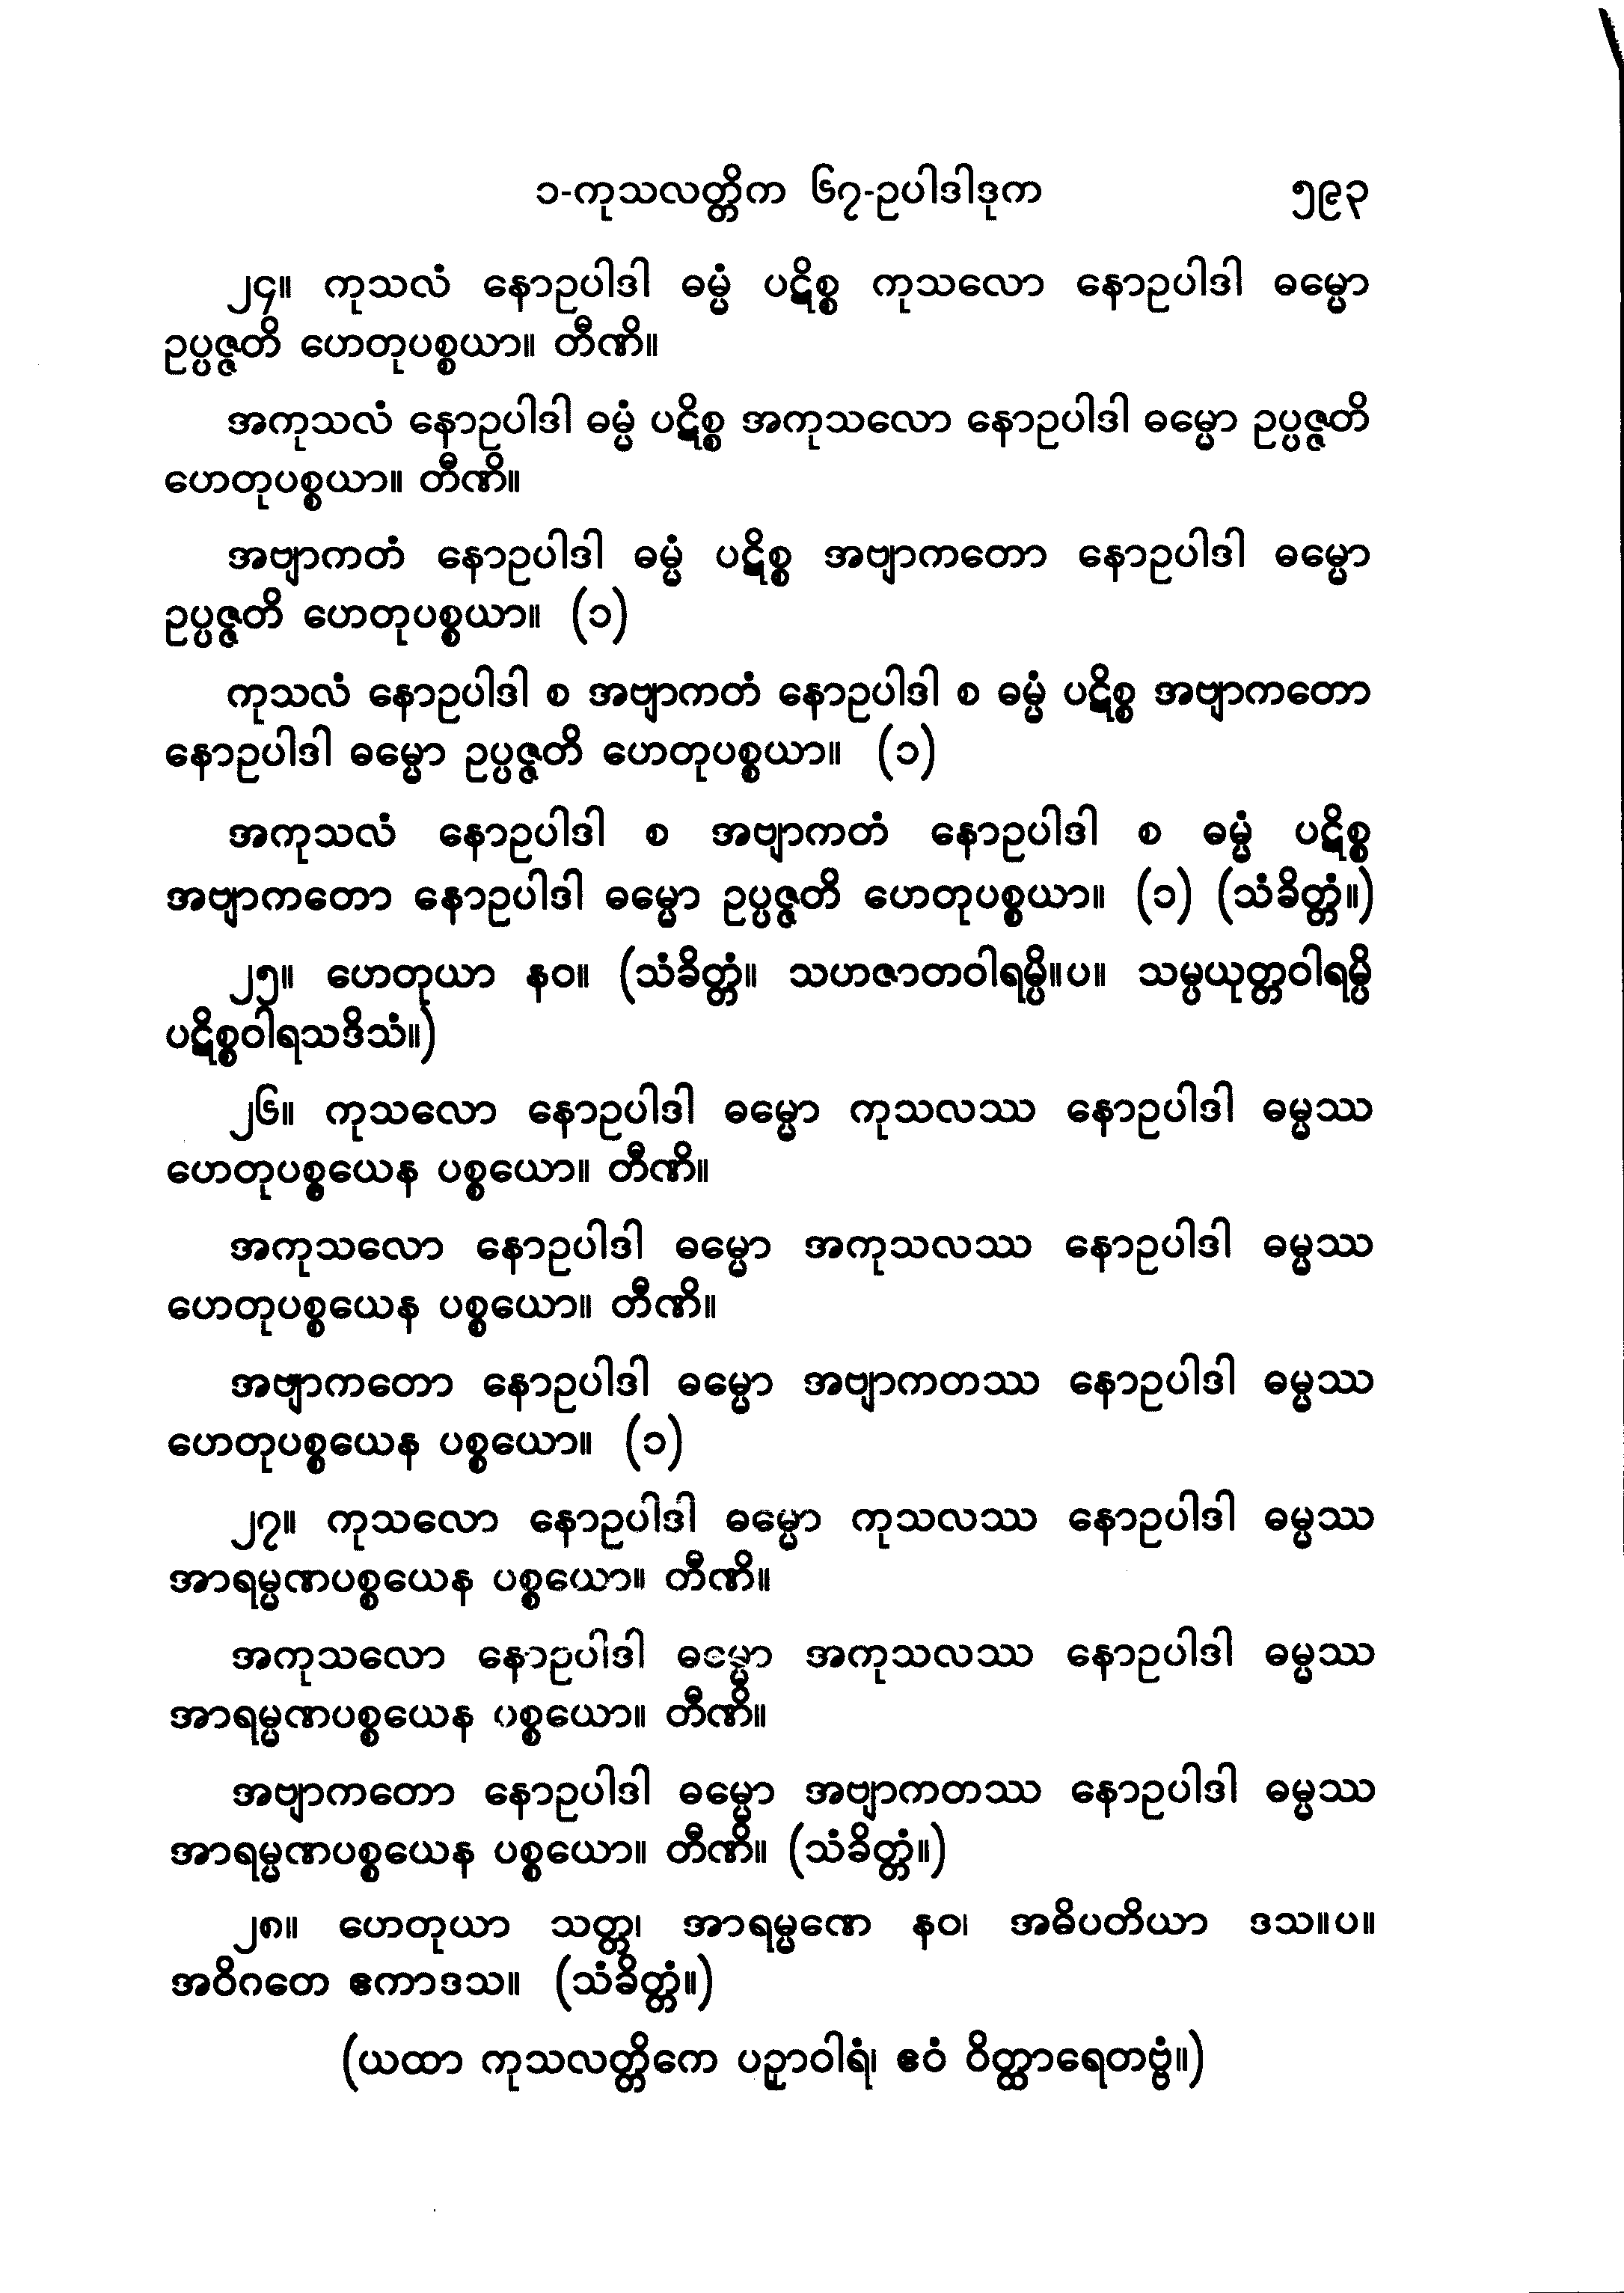 ၁-ကုသလတ္တိက ၆၇-ဥပါဒါဒုက ၅၉၃
၂၄။ ကုသလံ နောဥပါဒါ ဓမ္မံ ပဋိစ္စ ကုသလော နောဥပါဒါ ဓမ္မော
ဥပ္ပဇ္ဇတိ ဟေတုပစ္စယာ။ တီဏိ။
အကုသလံ နောဥပါဒါ ဓမ္မံ ပဋိစ္စ အကုသလော နောဥပါဒါ ဓမ္မော ဥပ္ပဇ္ဇတိ
ဟေတုပစ္စယာ။ တီဏိ။
အဗျာကတံ နောဥပါဒါ ဓမ္မံ ပဋိစ္စ အဗျာကတော နောဥပါဒါ ဓမ္မော
ဥပ္ပဇ္ဇတိ ဟေတုပစ္စယာ။ (၁)
ကုသလံ နောဥပါဒါ စ အဗျာကတံ နောဥပါဒါ စ ဓမ္မံ ပဋိစ္စ အဗျာကတော
နောဥပါဒါ ဓမ္မော ဥပ္ပဇ္ဇတိ ဟေတုပစ္စယာ။ (၁)
အကုသလံ နောဥပါဒါ စ အဗျာကတံ နောဥပါဒါ စ ဓမ္မံ ပဋိစ္စ
အဗျာကတော နောဥပါဒါ ဓမ္မော ဥပ္ပဇ္ဇတိ ဟေတုပစ္စယာ။ (၁) (သံခိတ္တံ။)
၂၅။ ဟေတုယာ နဝ။ (သံခိတ္တံ။ သဟဇာတဝါရမ္ပိ။ပ။ သမ္ပယုတ္တဝါရမ္ပိ
ပဋိစ္စဝါရသဒိသံ။)
၂၆။ ကုသလော နောဥပါဒါ ဓမ္မော ကုသလဿ နောဥပါဒါ ဓမ္မဿ
ဟေတုပစ္စယေန ပစ္စယော။ တီဏိ။
အကုသလော နောဥပါဒါ ဓမ္မော အကုသလဿ နောဥပါဒါ ဓမ္မဿ
ဟေတုပစ္စယေန ပစ္စယော။ တီဏိ။
အဗျာကတော နောဥပါဒါ ဓမ္မော အဗျာကတဿ နောဥပါဒါ ဓမ္မဿ
ဟေတုပစ္စယေန ပစ္စယော။ (၁)
၂၇။ ကုသလော နောဥပါဒါ ဓမ္မော ကုသလဿ နောဥပါဒါ ဓမ္မဿ
အာရမ္မဏပစ္စယေန ပစ္စယော။ တီဏိ။
အကုသလော နောဥပါဒါ ဓမ္မော အကုသလဿ နောဥပါဒါ ဓမ္မဿ
အာရမ္မဏပစ္စယေန ပစ္စယော။ တီဏိ။
အဗျာကတော နောဥပါဒါ ဓမ္မော အဗျာကတဿ နောဥပါဒါ ဓမ္မဿ
အာရမ္မဏပစ္စယေန ပစ္စယော။ တီဏိ။ (သံခိတ္တံ။)
၂၈။ ဟေတုယာ သတ္တ၊ အာရမ္မဏေ နဝ၊ အဓိပတိယာ ဒသ။ပ။
အဝိဂတေ ဧကာဒသ။ (သံခိတ္တံ။)
(ယထာ ကုသလတ္တိကေ ပဉှာဝါရံ၊ ဧဝံ ဝိတ္ထာရေတဗ္ဗံ။)